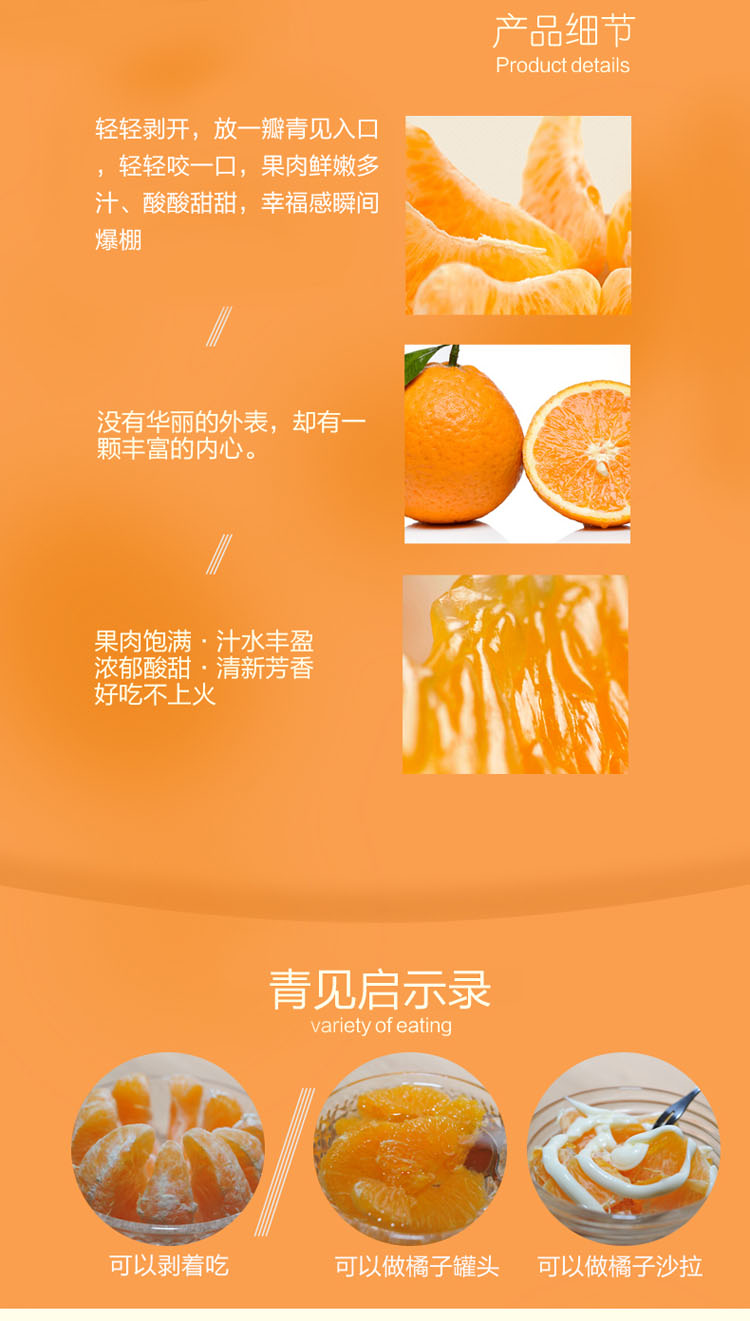 产品细节
Product details
轻轻剥开，放一瓣青见入口
，轻轻咬一口，果肉鲜嫩多
汁、酸酸甜甜，幸福感瞬间
爆棚
没有华丽的外表，却有一
颗丰富的内心。
果肉饱满·汁水丰盈
浓郁酸甜·清新芳香
好吃不上火
青见启示录
variety of eating
可以剥着吃
可以做橘子罐头
可以做橘子沙拉